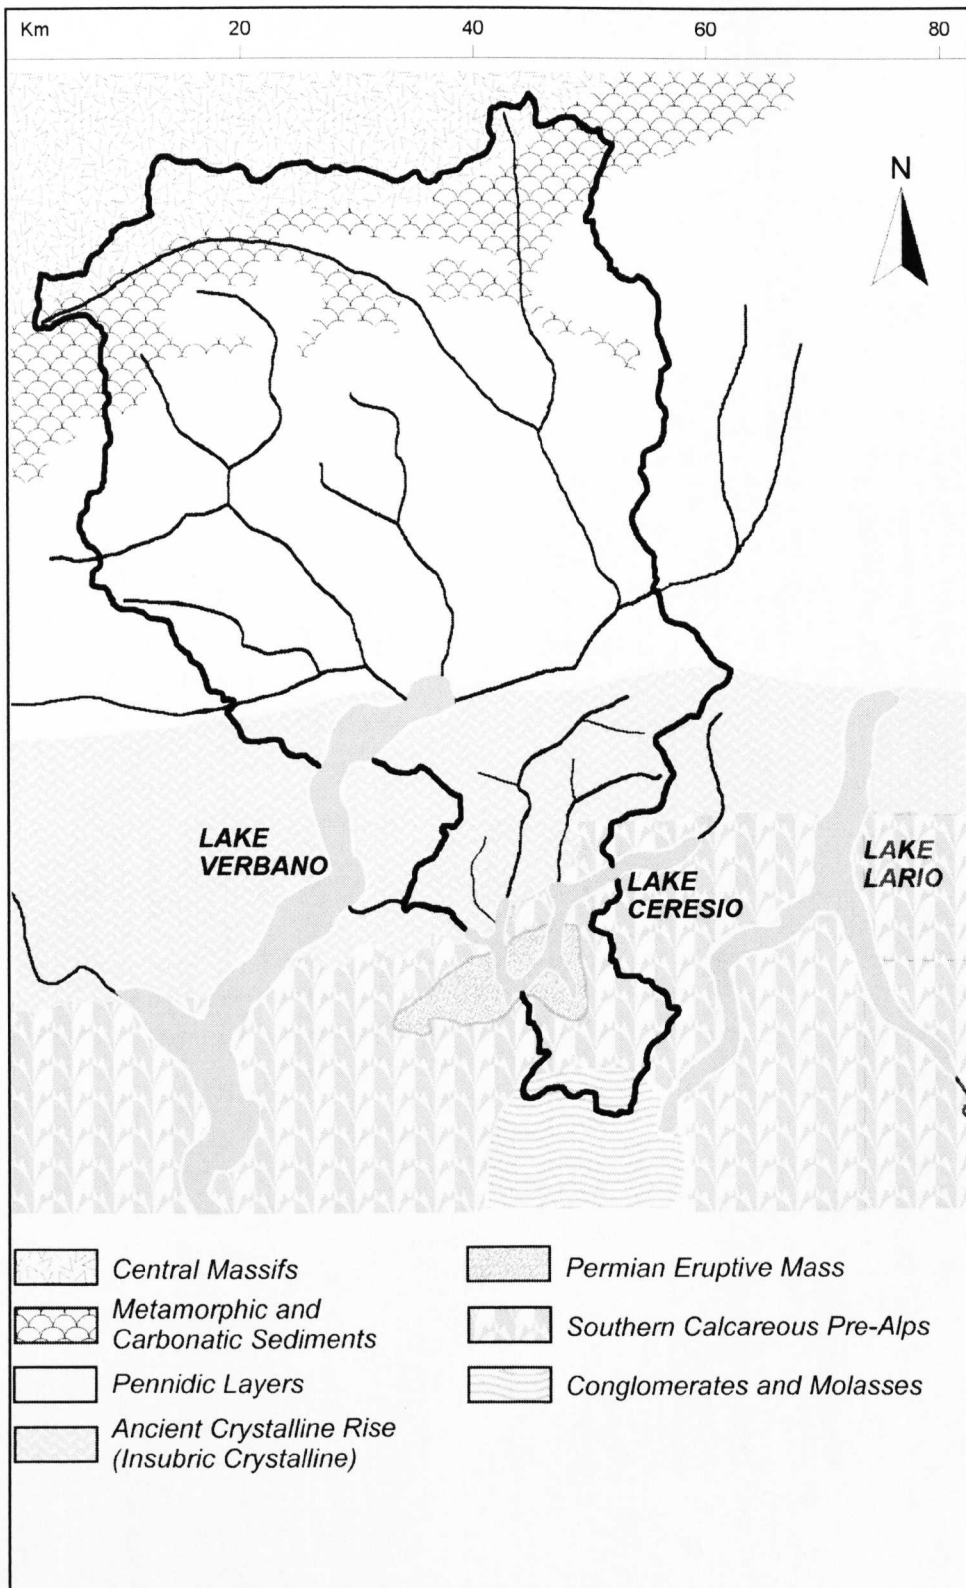 Km 20 40 60 80
N
LAKE
VERBANO
LAKE
CERESIO
LAKE
LARIO
Central Massifs
Metamorphic and
Carbonatic Sediments
Pennidic Layers
Ancient Crystalline Rise
(Insubric Crystalline)
Permian Eruptive Mass
Southern Calcareous Pre-Alps
Conglomerates and Molasses